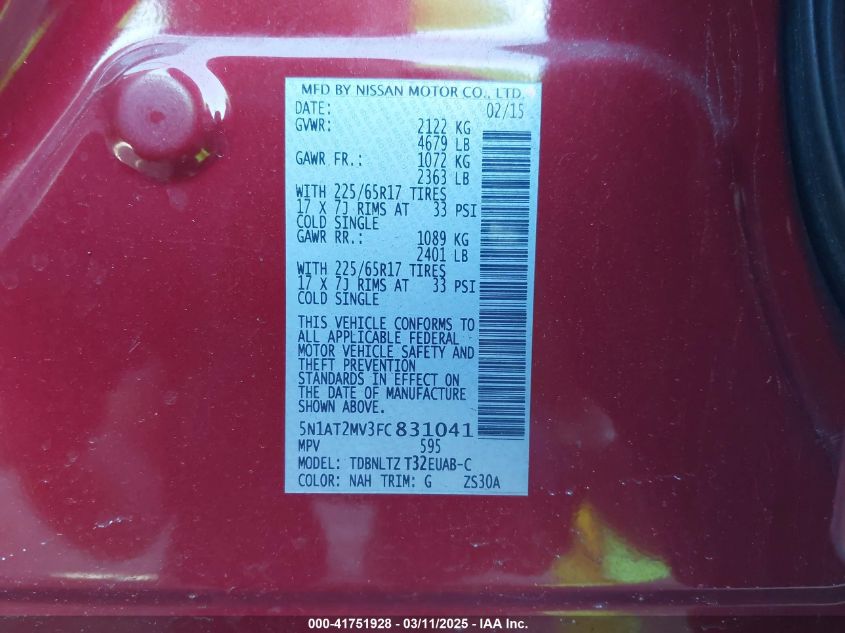 MFD BY NISSAN MOTOR CO., LTD.
DATE: 02/15
GVWR: 2122 KG
4679 LB
GAWR FR.: 1072 KG
2363 LB
WITH 225/65R17 TIRES
17 X 7J RIMS AT 33 PSI
COLD SINGLE
GAWR RR.: 1089 KG
2401 LB
WITH 225/65R17 TIRES
17 X 7J RIMS AT 33 PSI
COLD SINGLE
THIS VEHICLE CONFORMS TO
ALL APPLICABLE FEDERAL
MOTOR VEHICLE SAFETY AND
THEFT PREVENTION
STANDARDS IN EFFECT ON
THE DATE OF MANUFACTURE
SHOWN ABOVE.
5N1AT2MV3FC831041
MPV 595
MODEL: TDBNLTZ T32EUAB-C
COLOR: NAH TRIM: G ZS30A
000-41751928 - 03/11/2025 - IAA Inc.